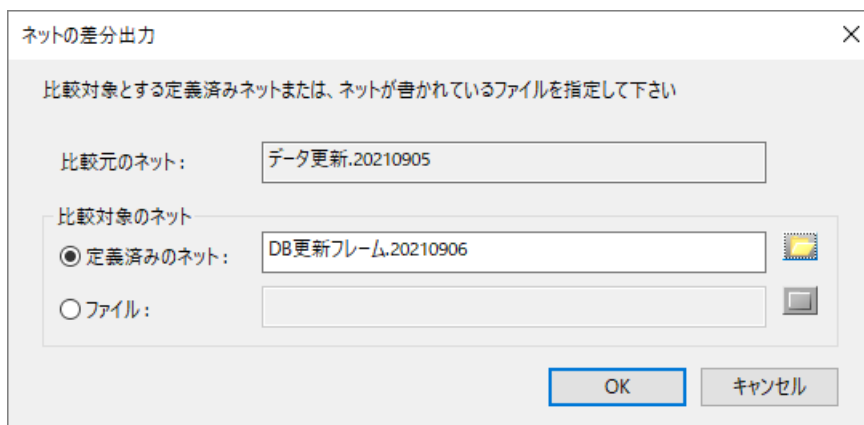 ネットの差分出力
比較対象とする定義済みネットまたは、ネットが書かれているファイルを指定して下さい
比較元のネット: データ更新.20210905
比較対象のネット
定義済みのネット: DB更新フレーム.20210906
ファイル:
OK キャンセル